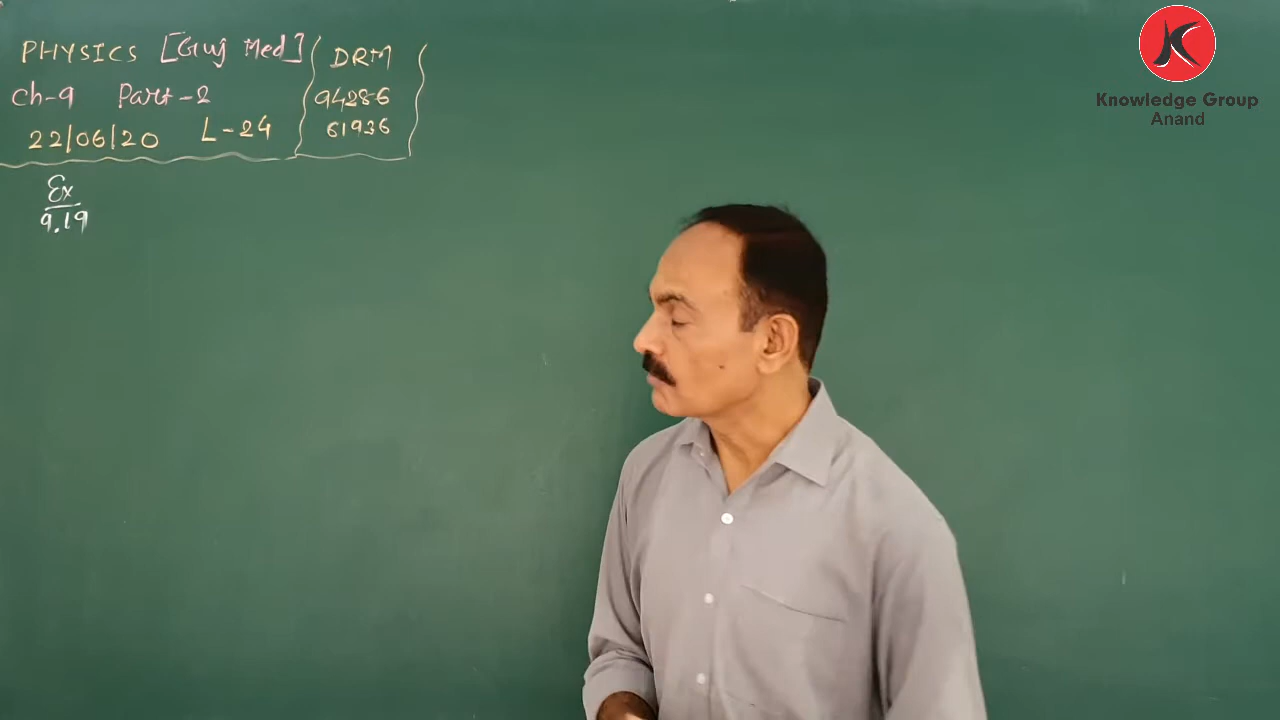 PHYSICS [Guj Med]
Ch-9 Part-2
22/06/20 L-24
DRM
94286
61936
Ex
9.19
Knowledge Group
Anand